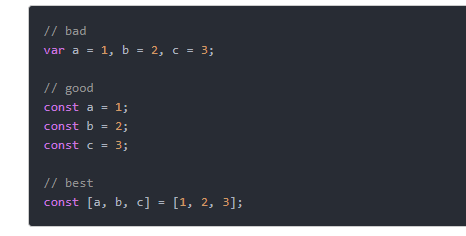 // bad
var a = 1, b = 2, c = 3;
// good
const a = 1;
const b = 2;
const c = 3;
// best
const [a, b, c] = [1, 2, 3];